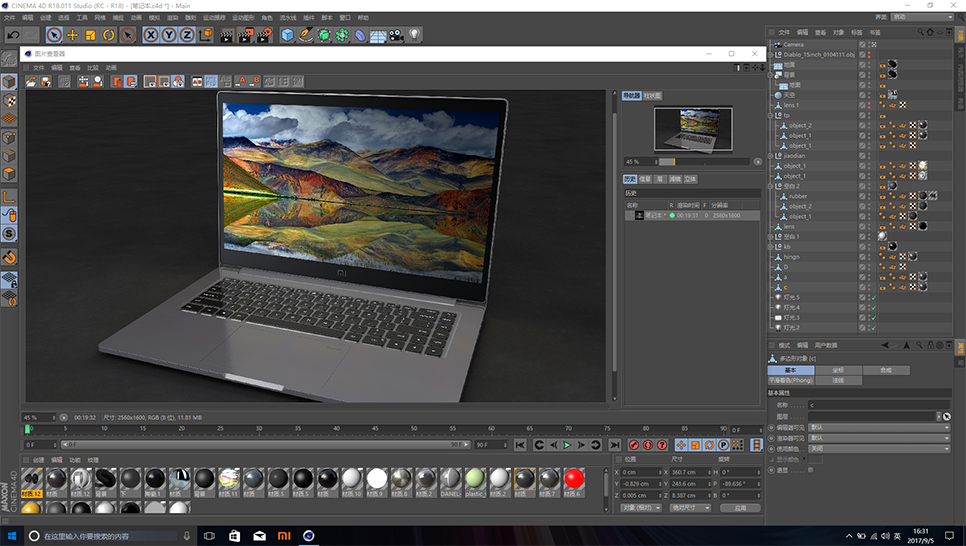 CINEMA 4D R18.011 Studio (RC - R18) - [笔记本.c4d *] - Main
文件 编辑 创建 选择 工具 网格 捕捉 动画 模拟 渲染 雕刻 运动跟踪 运动图形 角色 流水线 插件 脚本 窗口 帮助
界面: 启动
图片查看器
文件 编辑 查看 比较 动画
导航器 柱状图
45 %
历史 信息 层 滤镜 立体
历史
名称 R 渲染时间 F 分辨率
笔记本 * 00:19:31 0 2560x1600
mi
45 % 00:19:32 尺寸: 2560x1600, RGB (8 位), 11.81 MB
文件 编辑 查看 对象 标签 书签
Camera
Diablo_15inch_0104111.obj
地面
背景
地面
天空
lens.1
to
object_2
object_1
object_1
jiaodian
object_1
object_1
空白.2
rubber
object_2
object_1
lens
空白.1
kb
hingn
D
a
c
灯光.5
灯光.4
灯光.3
灯光.2
模式 编辑 用户数据
多边形对象 [c]
基本 坐标 合成
平滑着色(Phong) 法线
基本属性
名称 c
图层
编辑器可见 默认
渲染器可见 默认
使用颜色 关闭
显示颜色
透显
0 5 10 15 20 25 30 35 40 45 50 55 60 65 70 75 80 85 90 0 F
0 F 0 F 90 F 90 F
创建 编辑 功能 纹理
材质.12 材质 材质.12 背景 下 陶瓷.1 材质 背景 材质.11 材质 材质.5 材质.5 材质 材质.10 材质.9 材质.8 材质.2 DANEL- plastic_ 材质.2 材质 材质.7 材质.6
位置 尺寸 旋转
X 0 cm X 360.7 cm H 0 °
Y -0.829 cm Y 243.6 cm P -89.636 °
Z 0.005 cm Z 8.387 cm B 0 °
对象 (相对) 绝对尺寸 应用
MAXON
CINEMA 4D
在这里输入你要搜索的内容
mi
英
16:31
2017/9/5